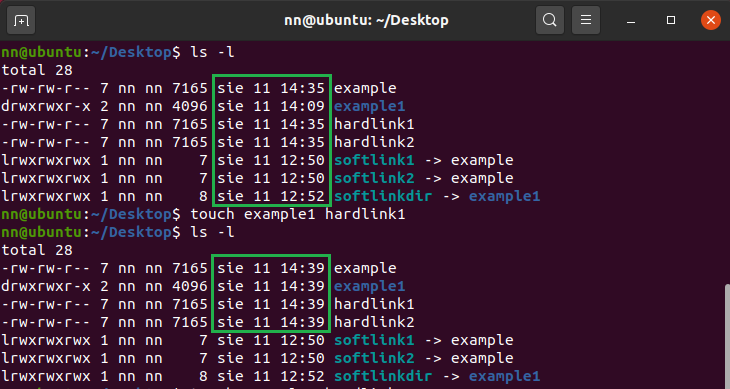 nn@ubuntu: ~/Desktop
nn@ubuntu:~/Desktop$ ls -l
total 28
-rw-rw-r-- 7 nn nn 7165 sie 11 14:35 example
drwxrwxr-x 2 nn nn 4096 sie 11 14:09 example1
-rw-rw-r-- 7 nn nn 7165 sie 11 14:35 hardlink1
-rw-rw-r-- 7 nn nn 7165 sie 11 14:35 hardlink2
lrwxrwxrwx 1 nn nn    7 sie 11 12:50 softlink1 -> example
lrwxrwxrwx 1 nn nn    7 sie 11 12:50 softlink2 -> example
lrwxrwxrwx 1 nn nn    8 sie 11 12:52 softlinkdir -> example1
nn@ubuntu:~/Desktop$ touch example1 hardlink1
nn@ubuntu:~/Desktop$ ls -l
total 28
-rw-rw-r-- 7 nn nn 7165 sie 11 14:39 example
drwxrwxr-x 2 nn nn 4096 sie 11 14:39 example1
-rw-rw-r-- 7 nn nn 7165 sie 11 14:39 hardlink1
-rw-rw-r-- 7 nn nn 7165 sie 11 14:39 hardlink2
lrwxrwxrwx 1 nn nn    7 sie 11 12:50 softlink1 -> example
lrwxrwxrwx 1 nn nn    7 sie 11 12:50 softlink2 -> example
lrwxrwxrwx 1 nn nn    8 sie 11 12:52 softlinkdir -> example1